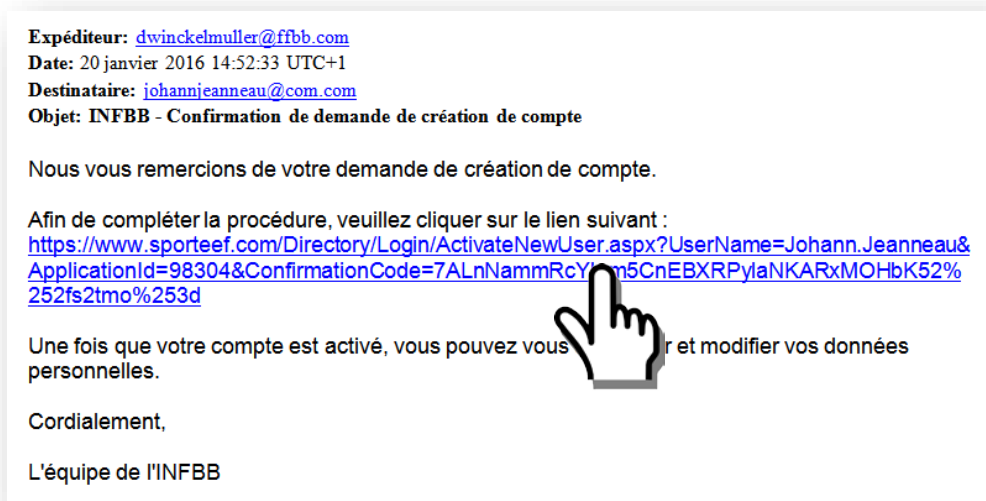 Expéditeur: dwinckelmuller@ffbb.com
Date: 20 janvier 2016 14:52:33 UTC+1
Destinataire: johannjeanneau@com.com
Objet: INFBB - Confirmation de demande de création de compte
Nous vous remercions de votre demande de création de compte.
Afin de compléter la procédure, veuillez cliquer sur le lien suivant :
https://www.sporteef.com/Directory/Login/ActivateNewUser.aspx?UserName=Johann.Jeanneau&
ApplicationId=98304&ConfirmationCode=7ALnNammRcY m5CnEBXRPylaNKARxMOHbK52%
252fs2tmo%253d
Une fois que votre compte est activé, vous pouvez vous et modifier vos données
personnelles.
Cordialement,
L'équipe de l'INFBB